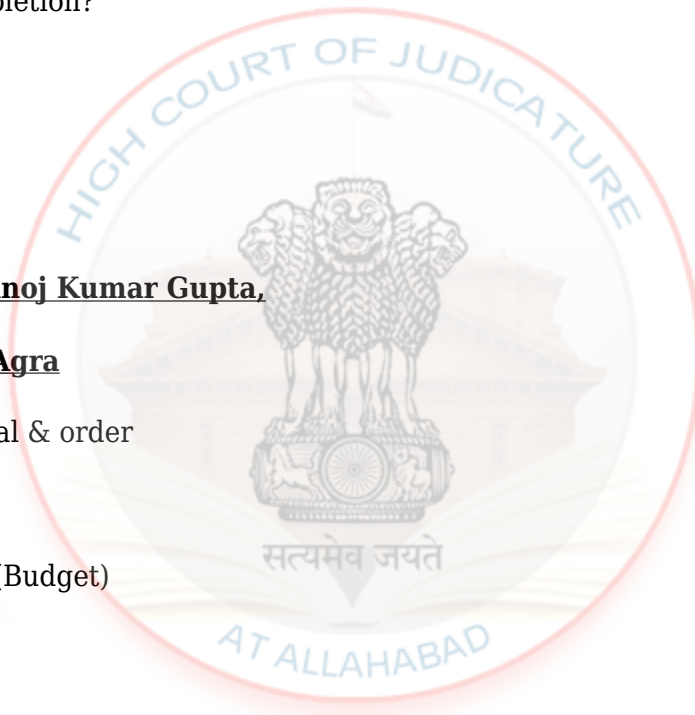 pletion?
HIGH COURT OF JUDICATURE
noj Kumar Gupta,
Agra
al & order
(Budget)
सत्यमेव जयते
AT ALLAHABAD